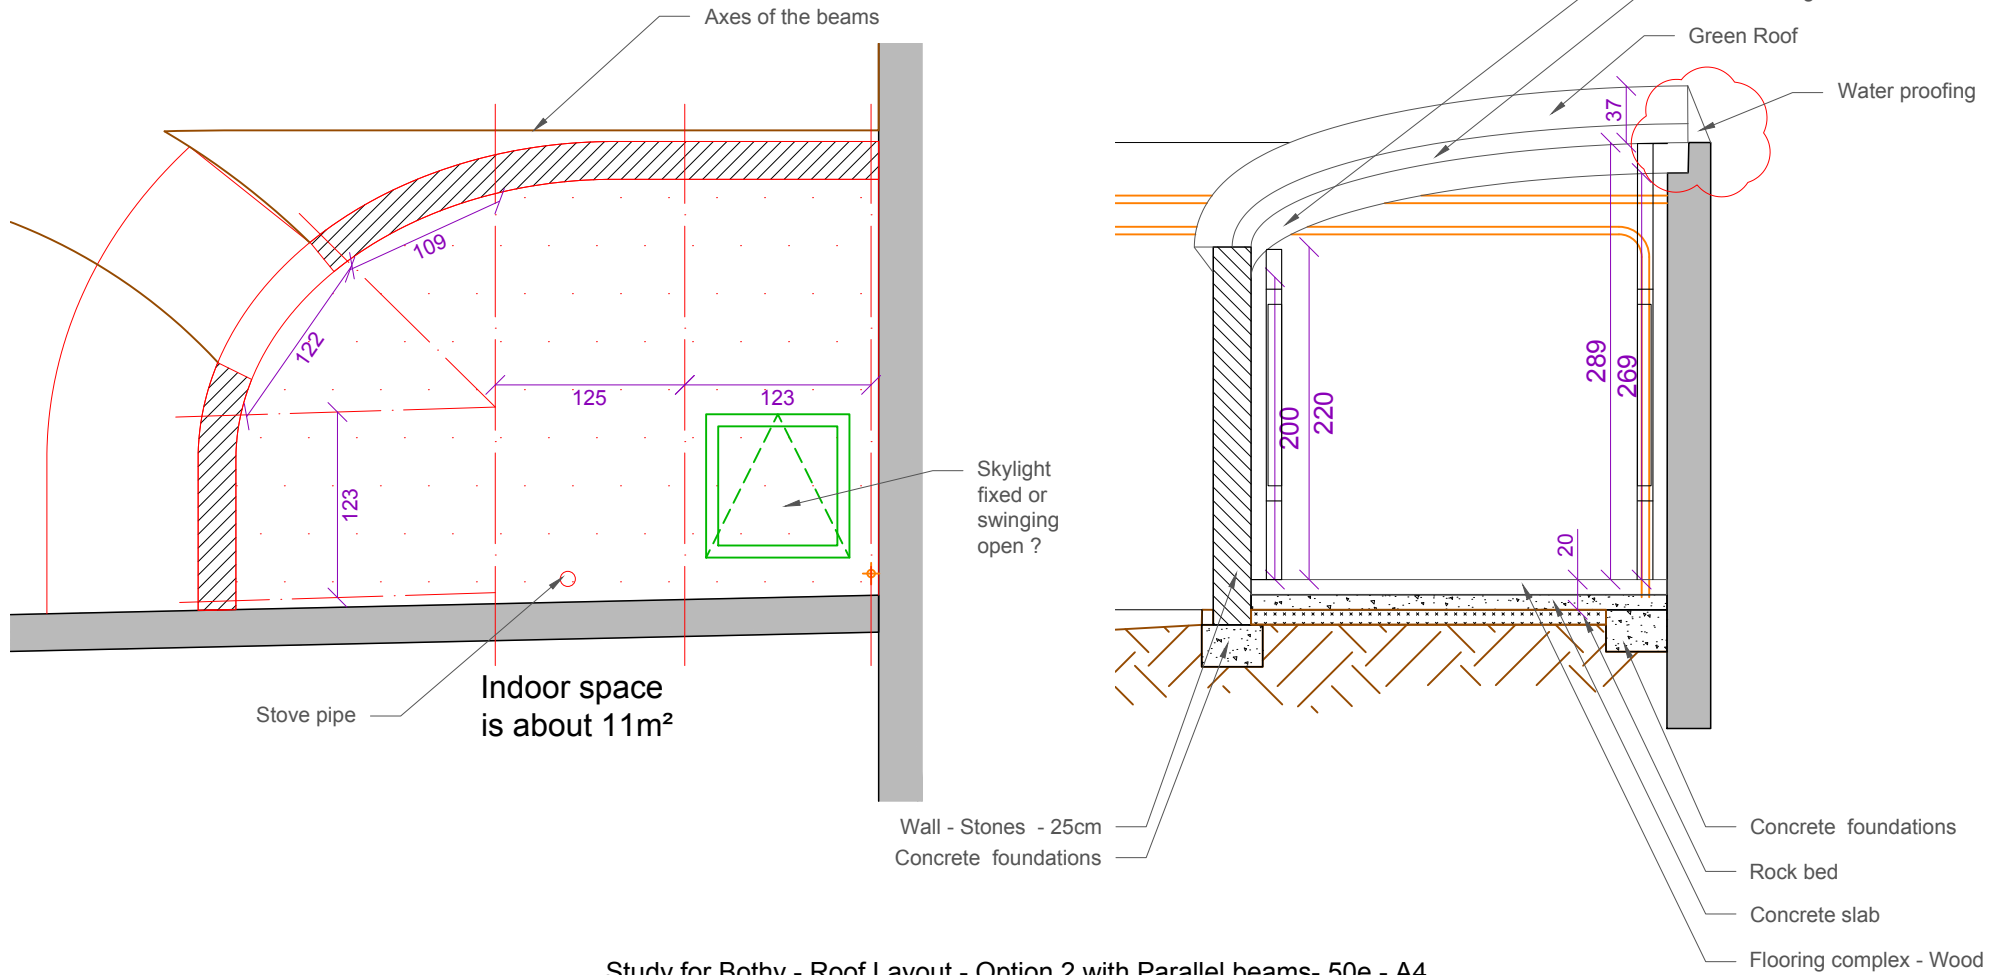 Axes of the beams
109
122
123
125
123
Skylight
fixed or
swinging
open ?
Stove pipe
Indoor space
is about 11m²
Green Roof
Water proofing
37
289
269
220
200
20
Wall - Stones - 25cm
Concrete foundations
Concrete foundations
Rock bed
Concrete slab
Flooring complex - Wood
Study for Bothy - Roof Layout - Option 2 with Parallel beams- 50e - A4